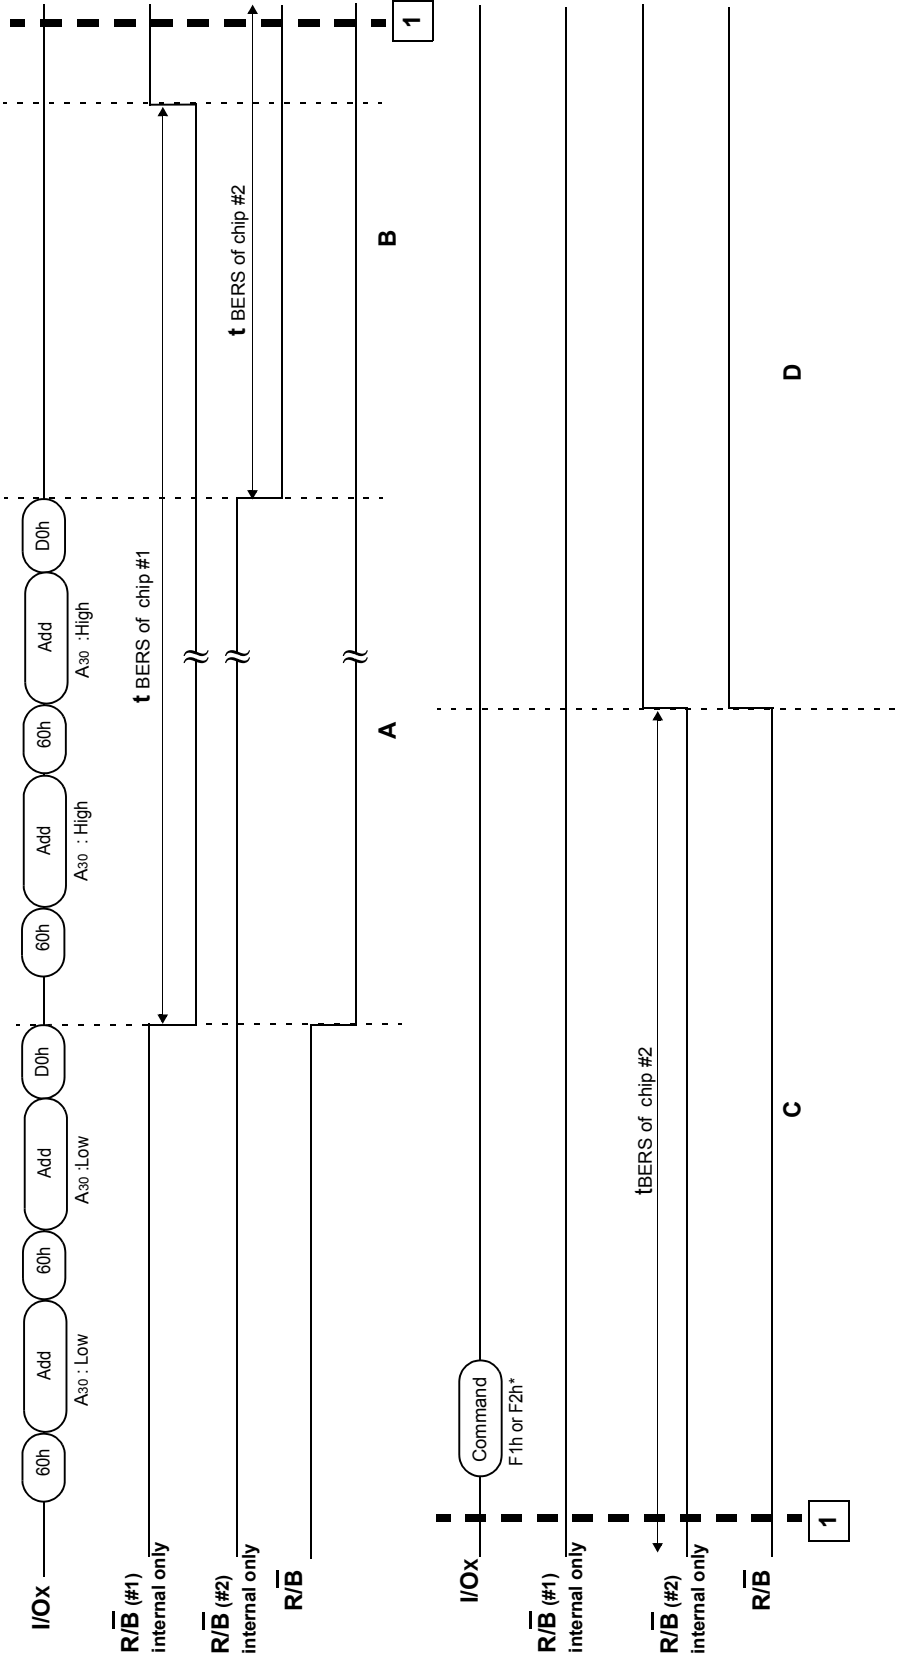 I/Ox
60h
Add
60h
Add
D0h
60h
Add
60h
Add
D0h
A30 : Low
A30 :Low
A30 : High
A30 :High
R/B (#1)
internal only
t BERS of chip #1
R/B (#2)
internal only
t BERS of chip #2
R/B
A
B
1
1
I/Ox
Command
F1h or F2h*
R/B (#1)
internal only
R/B (#2)
internal only
tBERS of chip #2
R/B
C
D